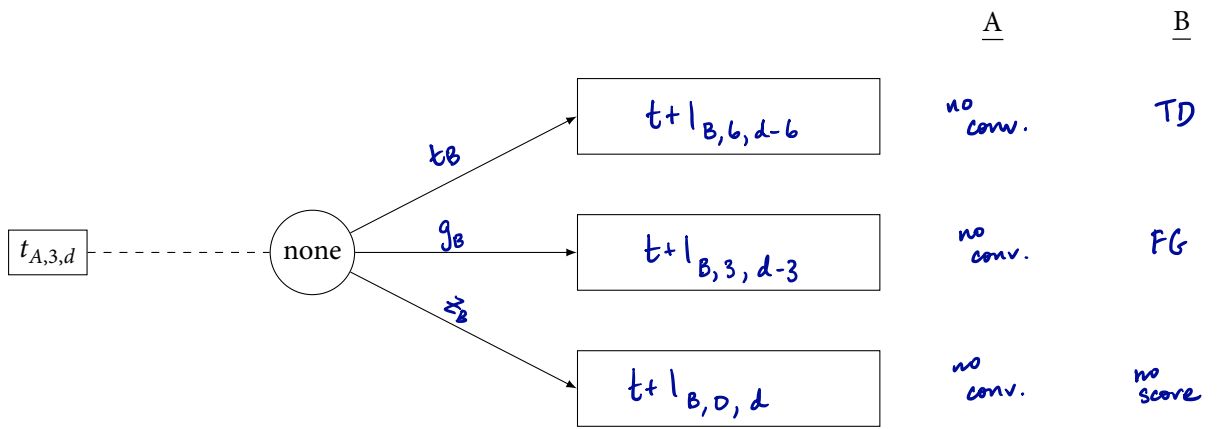 A B
t+1_{B,6,d-6} no conv. TD
t_B
t_{A,3,d} none g_B t+1_{B,3,d-3} no conv. FG
z_B
t+1_{B,0,d} no conv. no score